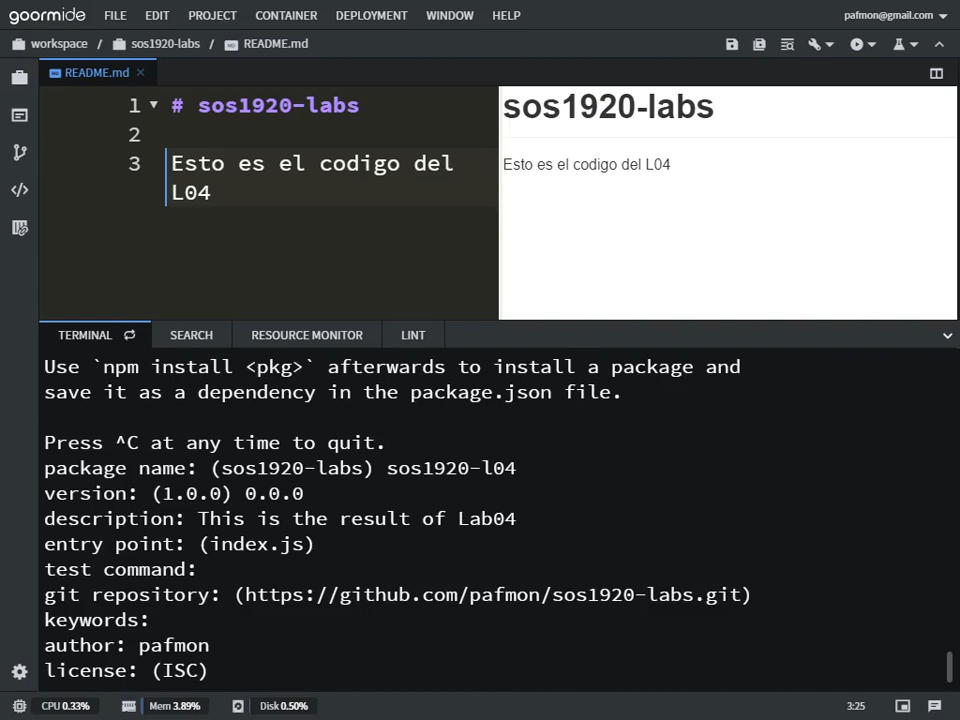 goormide FILE EDIT PROJECT CONTAINER DEPLOYMENT WINDOW HELP pafmon@gmail.com
workspace / sos1920-labs / README.md
README.md ×
1 # sos1920-labs
2
3 Esto es el codigo del
L04
sos1920-labs
Esto es el codigo del L04
TERMINAL SEARCH RESOURCE MONITOR LINT
Use `npm install <pkg>` afterwards to install a package and
save it as a dependency in the package.json file.
Press ^C at any time to quit.
package name: (sos1920-labs) sos1920-l04
version: (1.0.0) 0.0.0
description: This is the result of Lab04
entry point: (index.js)
test command:
git repository: (https://github.com/pafmon/sos1920-labs.git)
keywords:
author: pafmon
license: (ISC)
CPU 0.33% Mem 3.89% Disk 0.50% 3:25